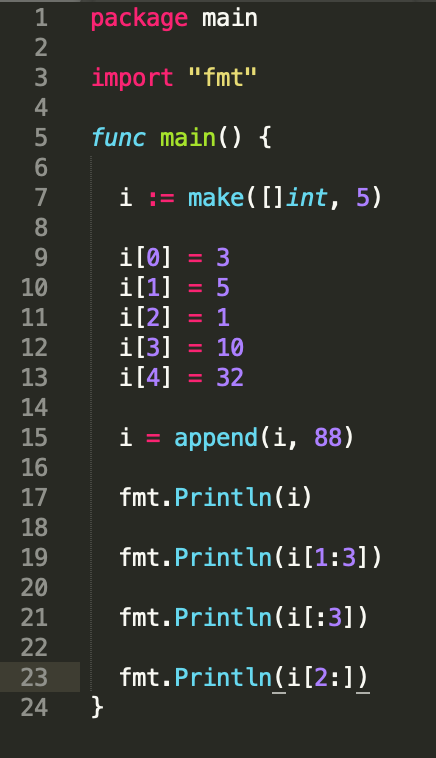 1 package main
2
3 import "fmt"
4
5 func main() {
6
7 i := make([]int, 5)
8
9 i[0] = 3
10 i[1] = 5
11 i[2] = 1
12 i[3] = 10
13 i[4] = 32
14
15 i = append(i, 88)
16
17 fmt.Println(i)
18
19 fmt.Println(i[1:3])
20
21 fmt.Println(i[:3])
22
23 fmt.Println(i[2:])
24 }